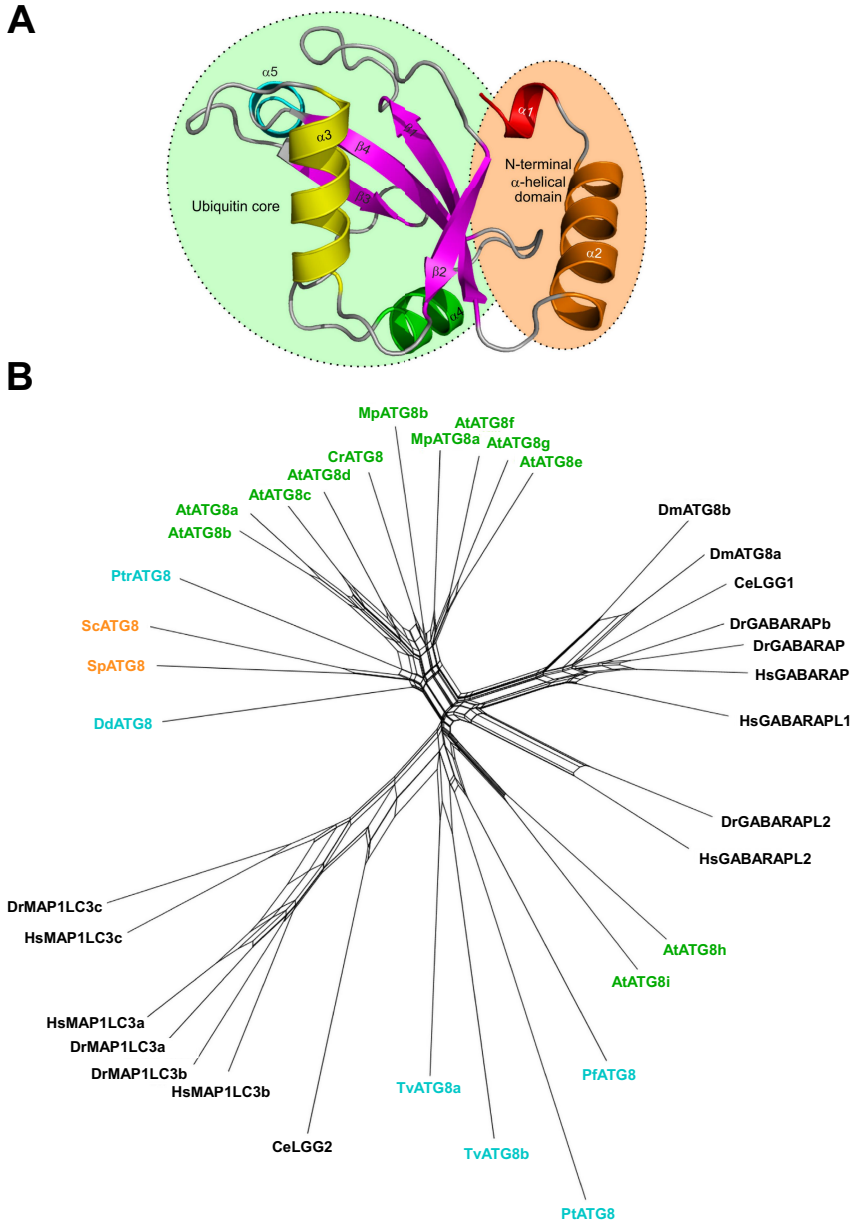 A
α5
α3
β1
α1
β4
N-terminal
α-helical
domain
β3
Ubiquitin core
α2
β2
α4
B
MpATG8b
AtATG8f
MpATG8a
AtATG8g
CrATG8
AtATG8e
AtATG8d
AtATG8c
AtATG8a
DmATG8b
AtATG8b
DmATG8a
PtrATG8
CeLGG1
ScATG8
DrGABARAPb
DrGABARAP
SpATG8
HsGABARAP
DdATG8
HsGABARAPL1
DrGABARAPL2
HsGABARAPL2
DrMAP1LC3c
HsMAP1LC3c
AtATG8h
AtATG8i
HsMAP1LC3a
DrMAP1LC3a
DrMAP1LC3b
PfATG8
HsMAP1LC3b
TvATG8a
CeLGG2
TvATG8b
PtATG8